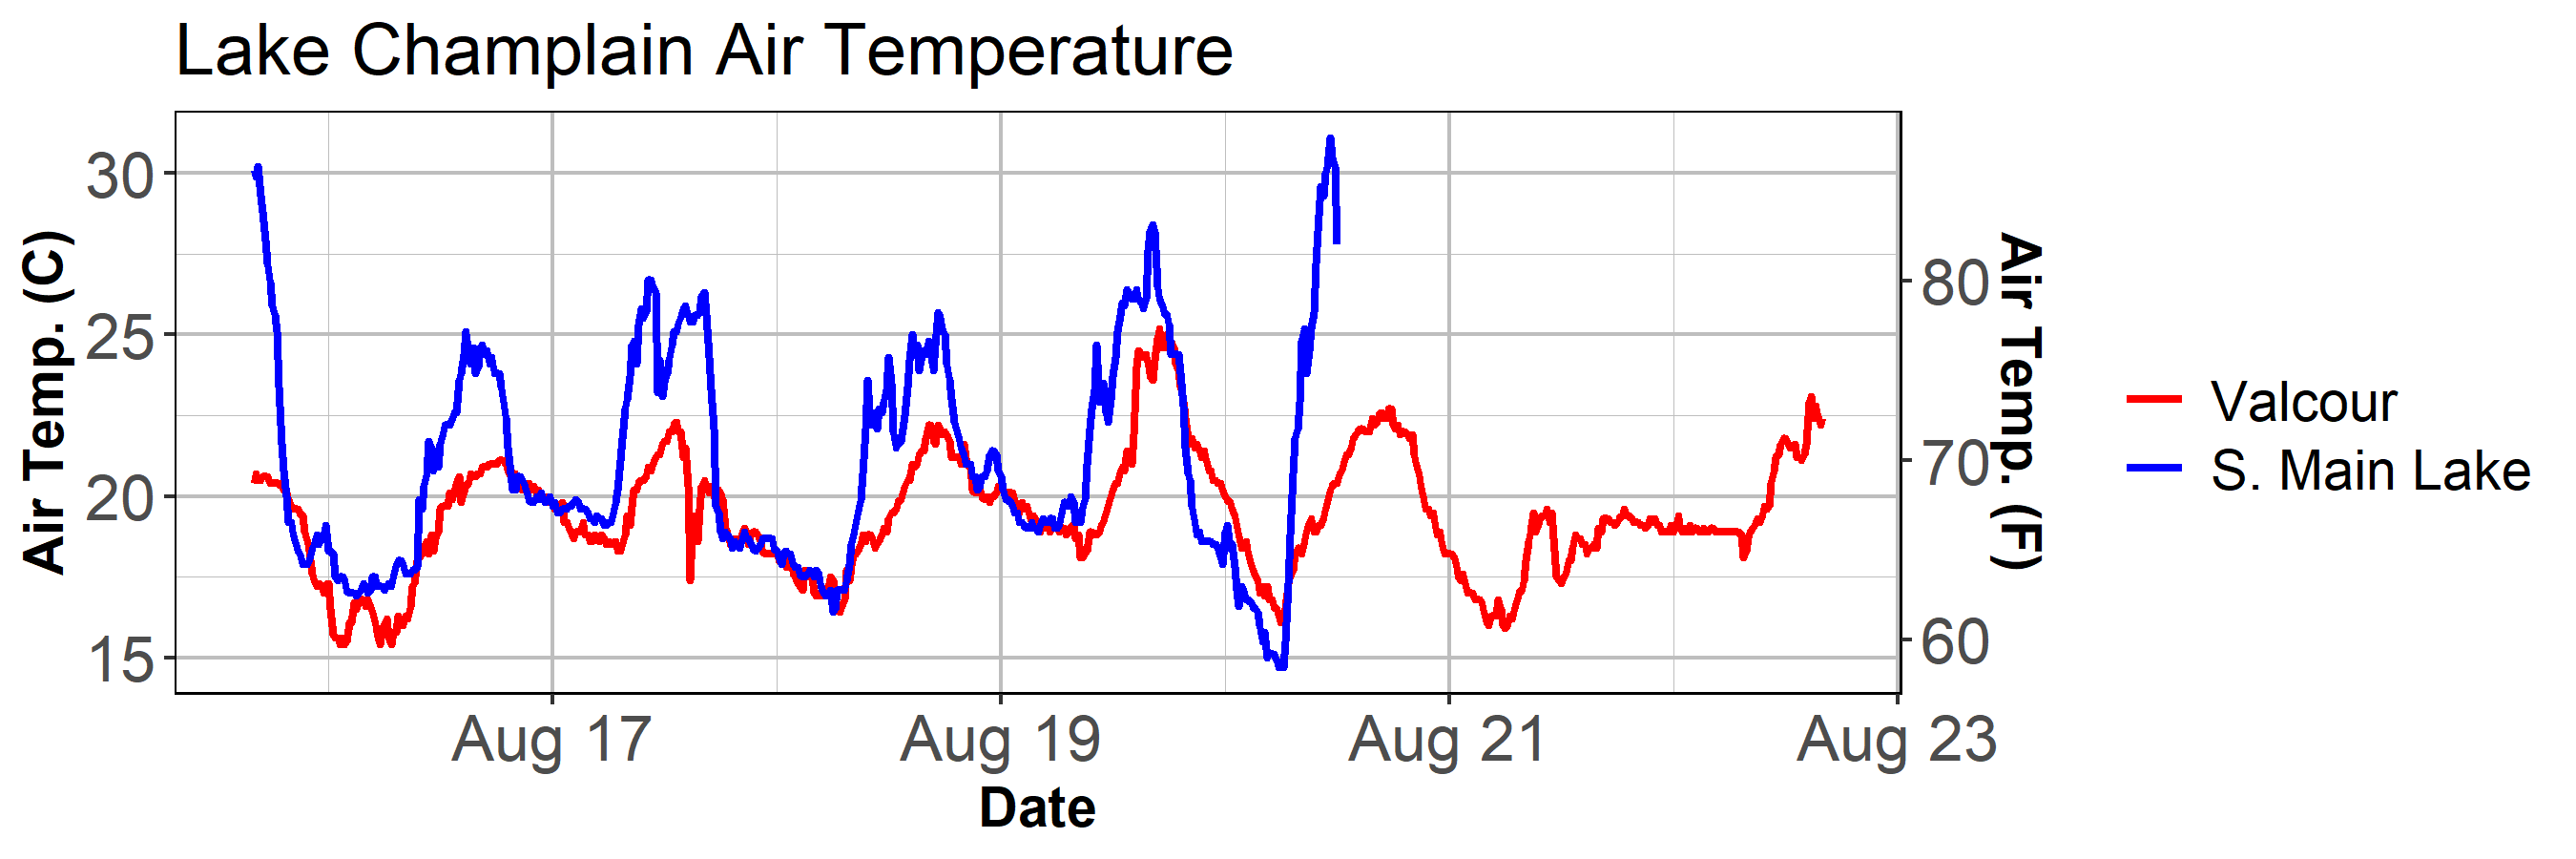 Lake Champlain Air Temperature
Air Temp. (C)
30
25
20
15
80
70
60
Air Temp. (F)
Aug 17
Aug 19
Aug 21
Aug 23
Date
Valcour
S. Main Lake